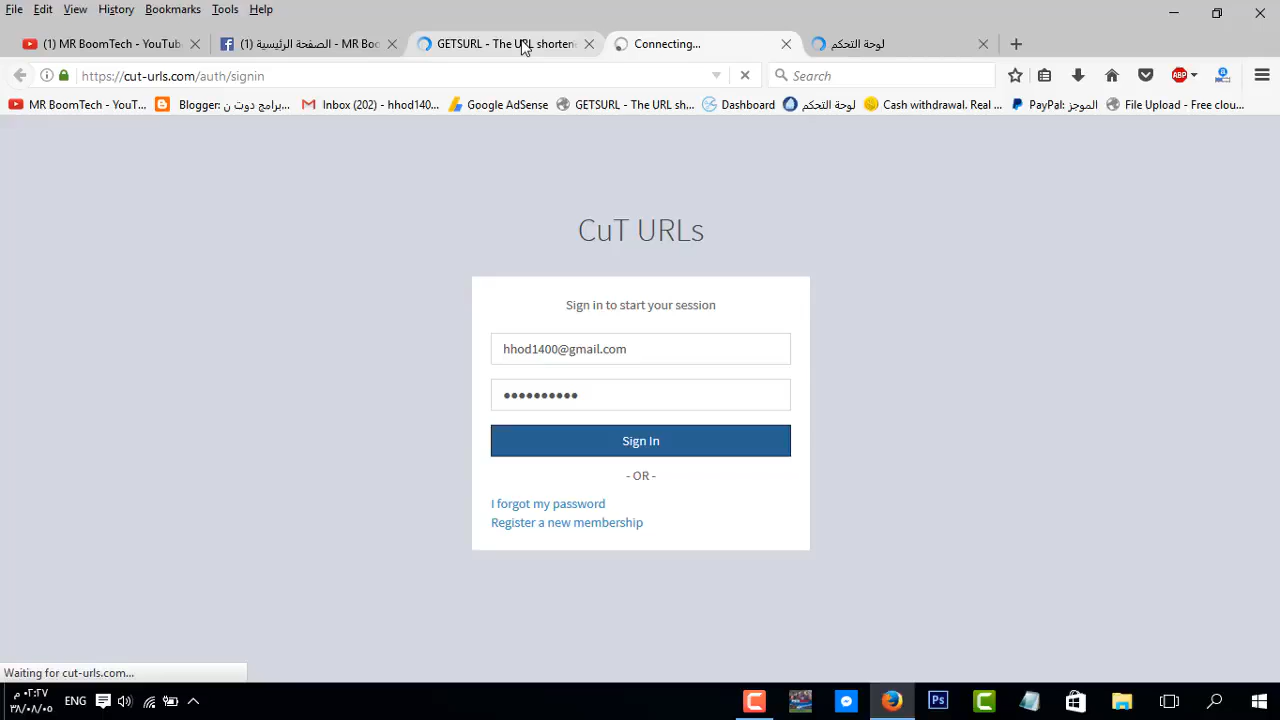 File Edit View History Bookmarks Tools Help
(1) MR BoomTech - YouTub
(1) الصفحة الرئيسية - MR Boo
GETSURL - The URL shorten
Connecting...
لوحة التحكم
https://cut-urls.com/auth/signin
Search
MR BoomTech - YouT...
Blogger: برامج دوت ن...
Inbox (202) - hhod140...
Google AdSense
GETSURL - The URL sh...
Dashboard
لوحة التحكم
Cash withdrawal. Real ...
PayPal: الموجز
File Upload - Free clou...
ABP
CuT URLs
Sign in to start your session
hhod1400@gmail.com
Sign In
- OR -
I forgot my password
Register a new membership
Waiting for cut-urls.com...
ENG
Ps